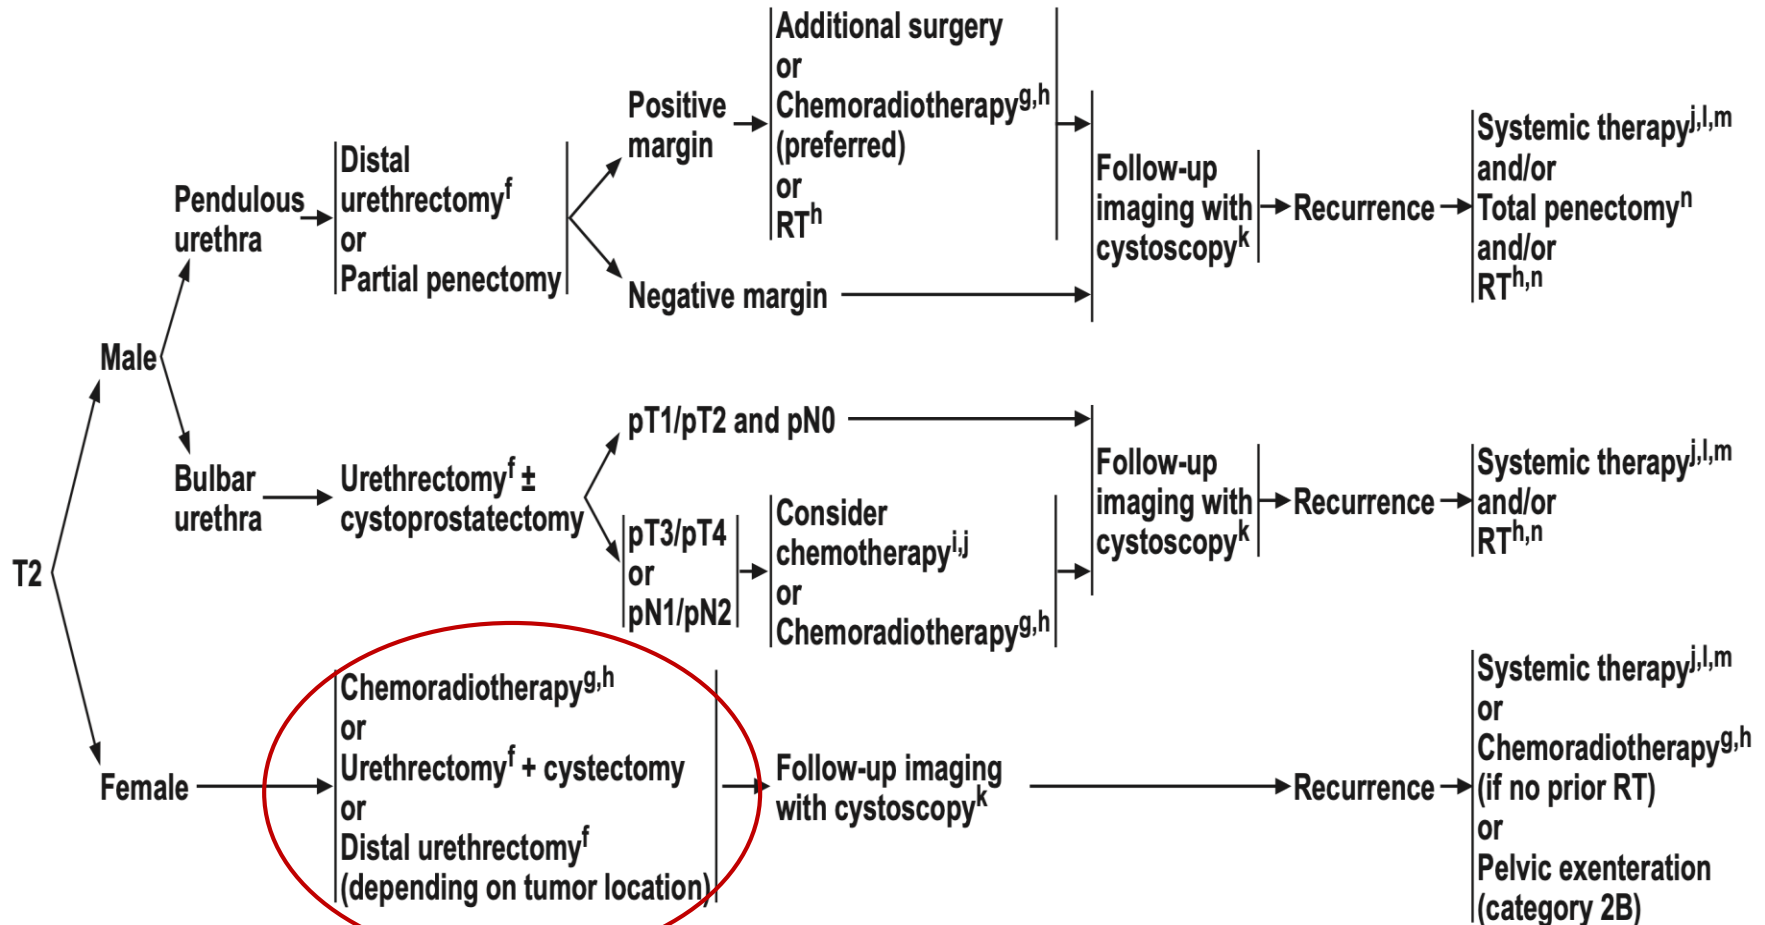 T2
Male
Pendulous
urethra
Distal
urethrectomyf
or
Partial penectomy
Positive
margin
Additional surgery
or
Chemoradiotherapyg,h
(preferred)
or
RTh
Negative margin
Follow-up
imaging with
cystoscopyk
Recurrence
Systemic therapyj,l,m
and/or
Total penectomyn
and/or
RTh,n
Bulbar
urethra
Urethrectomyf ±
cystoprostatectomy
pT1/pT2 and pN0
pT3/pT4
or
pN1/pN2
Consider
chemotherapyi,j
or
Chemoradiotherapyg,h
Follow-up
imaging with
cystoscopyk
Recurrence
Systemic therapyj,l,m
and/or
RTh,n
Female
Chemoradiotherapyg,h
or
Urethrectomyf + cystectomy
or
Distal urethrectomyf
(depending on tumor location)
Follow-up imaging
with cystoscopyk
Recurrence
Systemic therapyj,l,m
or
Chemoradiotherapyg,h
(if no prior RT)
or
Pelvic exenteration
(category 2B)